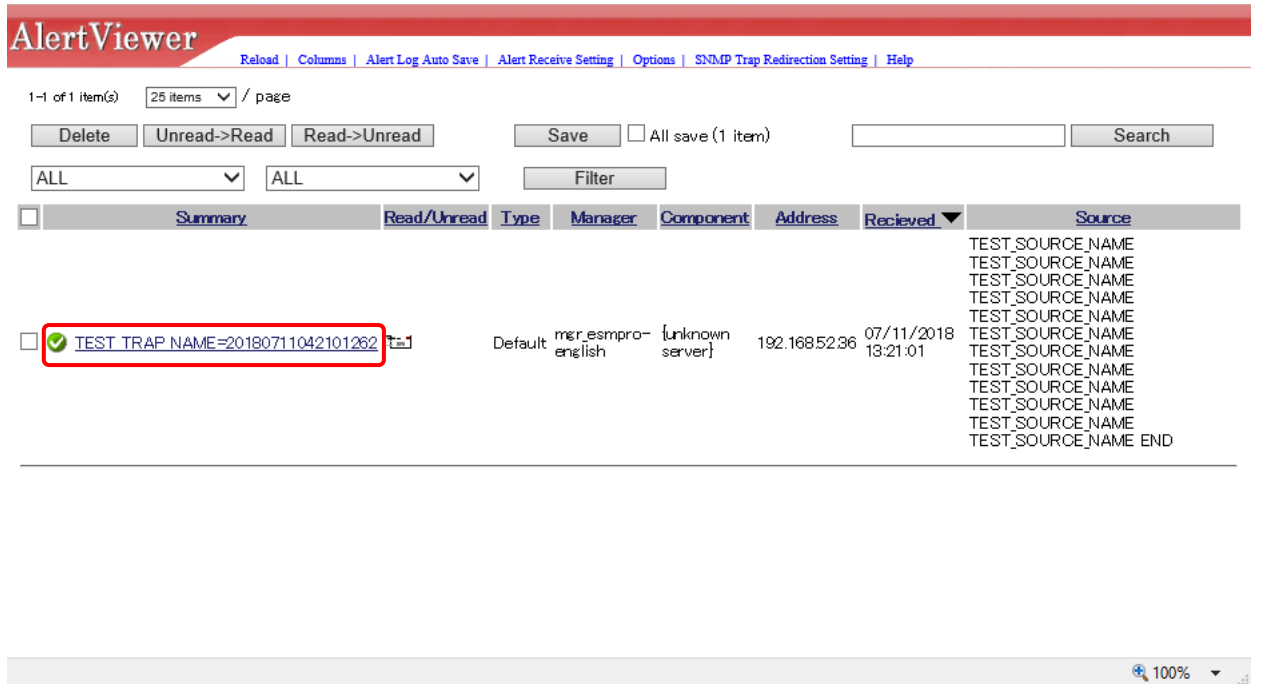 AlertViewer
Reload | Columns | Alert Log Auto Save | Alert Receive Setting | Options | SNMP Trap Redirection Setting | Help
1-1 of 1 item(s) 25 items / page
Delete Unread->Read Read->Unread Save All save (1 item) Search
ALL ALL Filter
Summary Read/Unread Type Manager Component Address Recieved Source
TEST_SOURCE_NAME
TEST_SOURCE_NAME
TEST_SOURCE_NAME
TEST_SOURCE_NAME
TEST_SOURCE_NAME
TEST TRAP NAME=20180711042101262 Default mgr_esmpro-english {unknown server} 192.168.52.36 07/11/2018 13:21:01 TEST_SOURCE_NAME
TEST_SOURCE_NAME
TEST_SOURCE_NAME
TEST_SOURCE_NAME
TEST_SOURCE_NAME
TEST_SOURCE_NAME
TEST_SOURCE_NAME END
100%